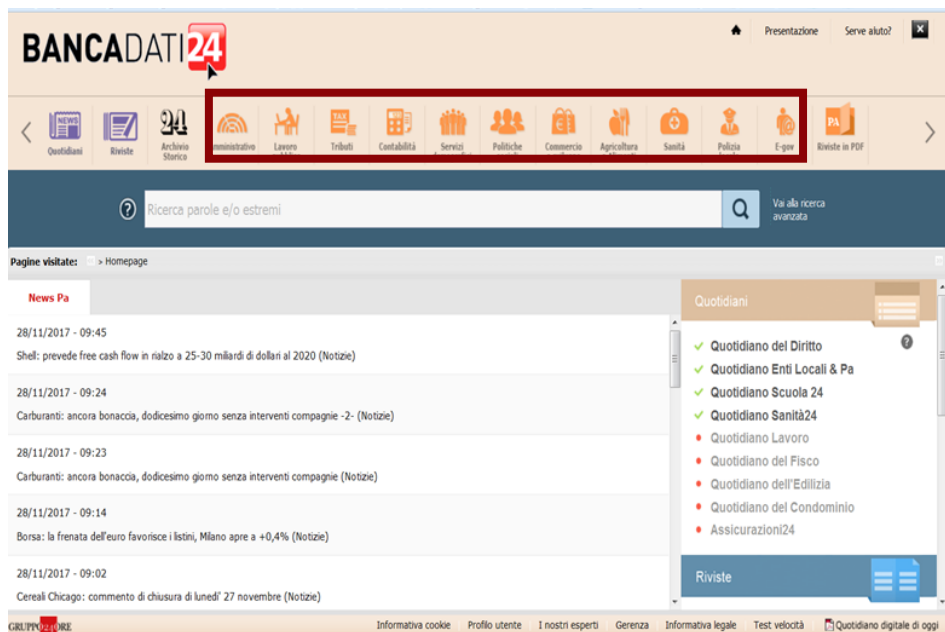 BANCADATI24
Presentazione Serve aiuto?
NEWS
TAX
PA
Quotidiani Riviste Archivio Storico Lavoro Tributi Contabilità Servizi Politiche Commercio Agricoltura Sanità Polizia E-gov Riviste in PDF
Ricerca parole e/o estremi
Vai alla ricerca
avanzata
Pagine visitate: > Homepage
News Pa
28/11/2017 - 09:45
Shell: prevede free cash flow in rialzo a 25-30 miliardi di dollari al 2020 (Notizie)
28/11/2017 - 09:24
Carburanti: ancora bonaccia, dodicesimo giorno senza interventi compagnie -2- (Notizie)
28/11/2017 - 09:23
Carburanti: ancora bonaccia, dodicesimo giorno senza interventi compagnie (Notizie)
28/11/2017 - 09:14
Borsa: la frenata dell'euro favorisce i listini, Milano apre a +0,4% (Notizie)
28/11/2017 - 09:02
Cereali Chicago: commento di chiusura di lunedi' 27 novembre (Notizie)
Quotidiani
Quotidiano del Diritto
Quotidiano Enti Locali & Pa
Quotidiano Scuola 24
Quotidiano Sanità24
Quotidiano Lavoro
Quotidiano del Fisco
Quotidiano dell'Edilizia
Quotidiano del Condominio
Assicurazioni24
Riviste
GRUPPO24ORE
Informativa cookie Profilo utente I nostri esperti Gerenza Informativa legale Test velocità Quotidiano digitale di oggi